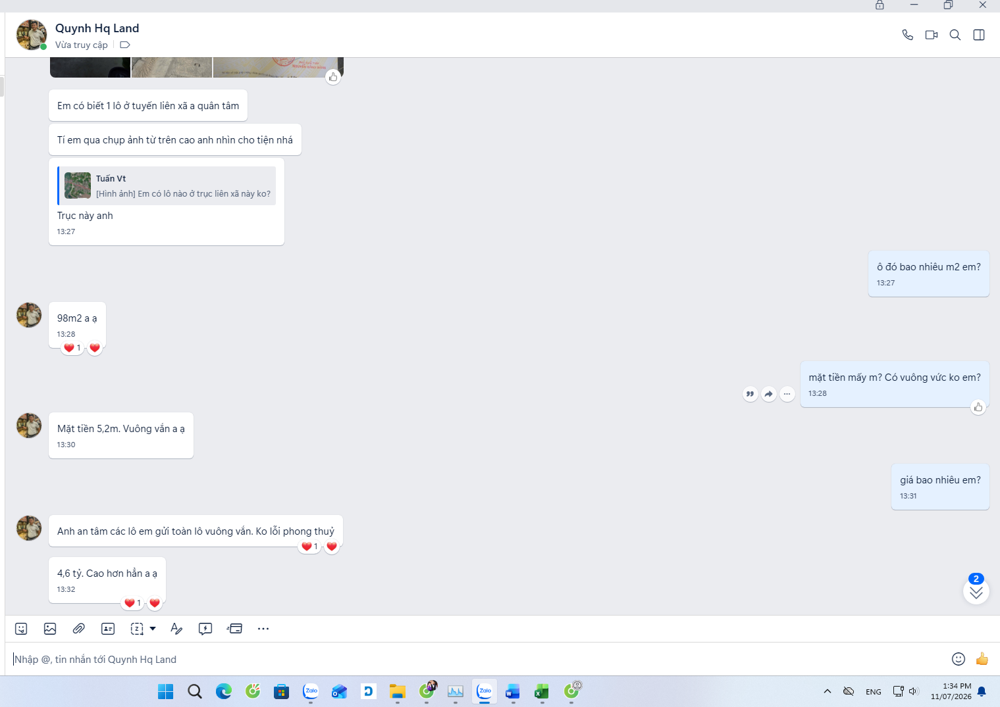 Quynh Hq Land
Vừa truy cập
Em có biết 1 lô ở tuyến liên xã a quân tâm
Tí em qua chụp ảnh từ trên cao anh nhìn cho tiện nhá
Tuấn Vt
[Hình ảnh] Em có lô nào ở trục liên xã này ko?
Trục này anh
13:27
ô đó bao nhiêu m2 em?
13:27
98m2 a ạ
13:28
1
mặt tiền mấy m? Có vuông vức ko em?
13:28
Mặt tiền 5,2m. Vuông vắn a ạ
13:30
giá bao nhiêu em?
13:31
Anh an tâm các lô em gửi toàn lô vuông vắn. Ko lỗi phong thuỷ
1
4,6 tỷ. Cao hơn hẳn a ạ
13:32
1
2
Nhập @, tin nhắn tới Quynh Hq Land
Zalo
Zalo
ENG
1:34 PM
11/07/2026